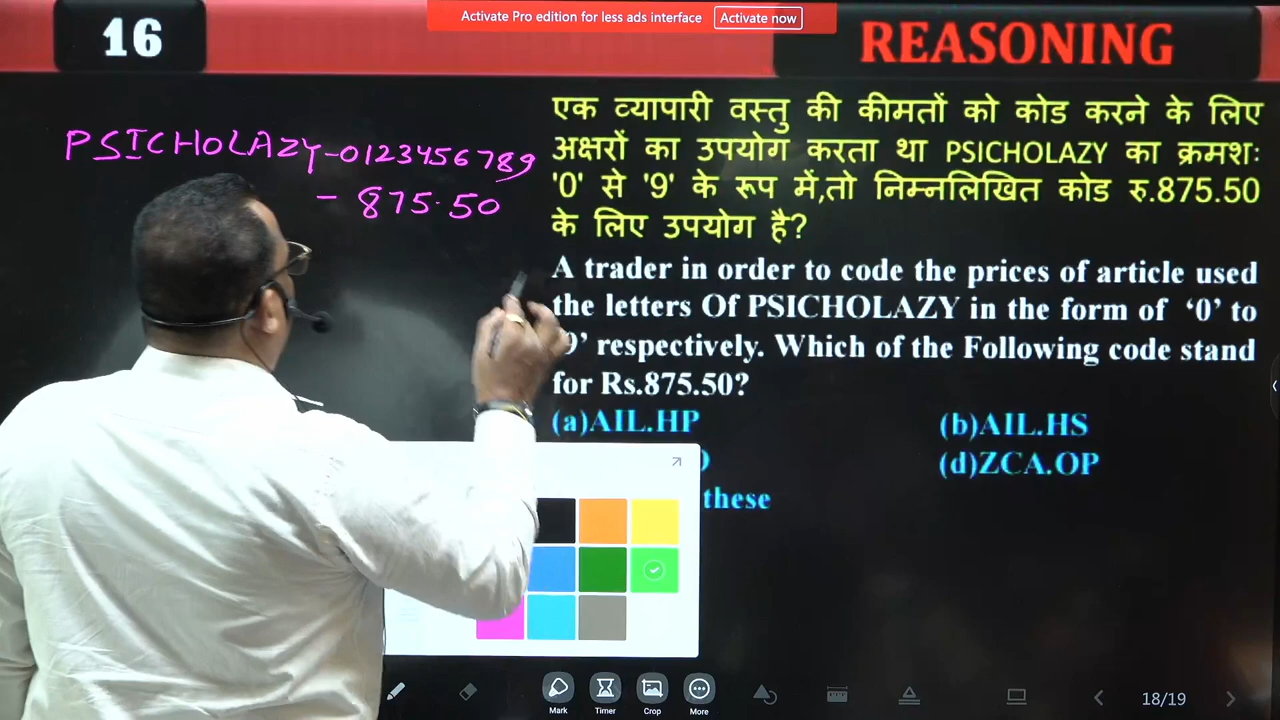 16
Activate Pro edition for less ads interface
Activate now
REASONING
PSICHOLAZY-0123456789
- 875.50
एक व्यापारी वस्तु की कीमतों को कोड करने के लिए
अक्षरों का उपयोग करता था PSICHOLAZY का क्रमशः
'0' से '9' के रूप में,तो निम्नलिखित कोड रु.875.50
के लिए उपयोग है?
A trader in order to code the prices of article used
the letters Of PSICHOLAZY in the form of ‘0’ to
9’ respectively. Which of the Following code stand
for Rs.875.50?
(a)AIL.HP
(b)AIL.HS
(d)ZCA.OP
these
Mark
Timer
Crop
More
18/19